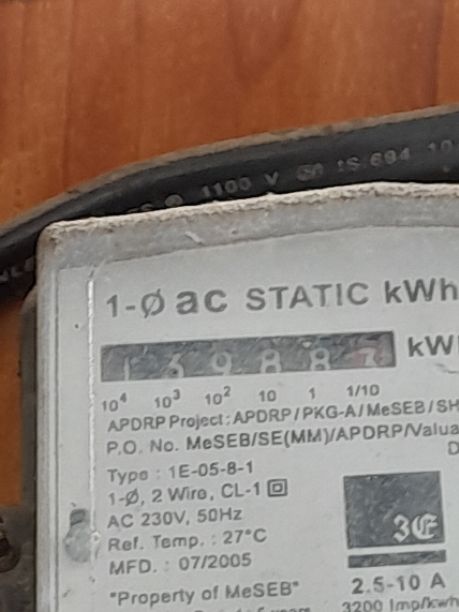 1100 V IS 694
1-Ø ac STATIC kWh
1 3 9 8 8 7 kW
10⁴ 10³ 10² 10 1 1/10
APDRP Project : APDRP / PKG-A / MeSEB / SH
P.O. No. MeSEB/SE(MM)/APDRP/Valua
Type : 1E-05-8-1
1-Ø, 2 Wire, CL-1
AC 230V, 50Hz
Ref. Temp. : 27°C
MFD. : 07/2005
"Property of MeSEB"
2.5-10 A
3200 Imp/kwh